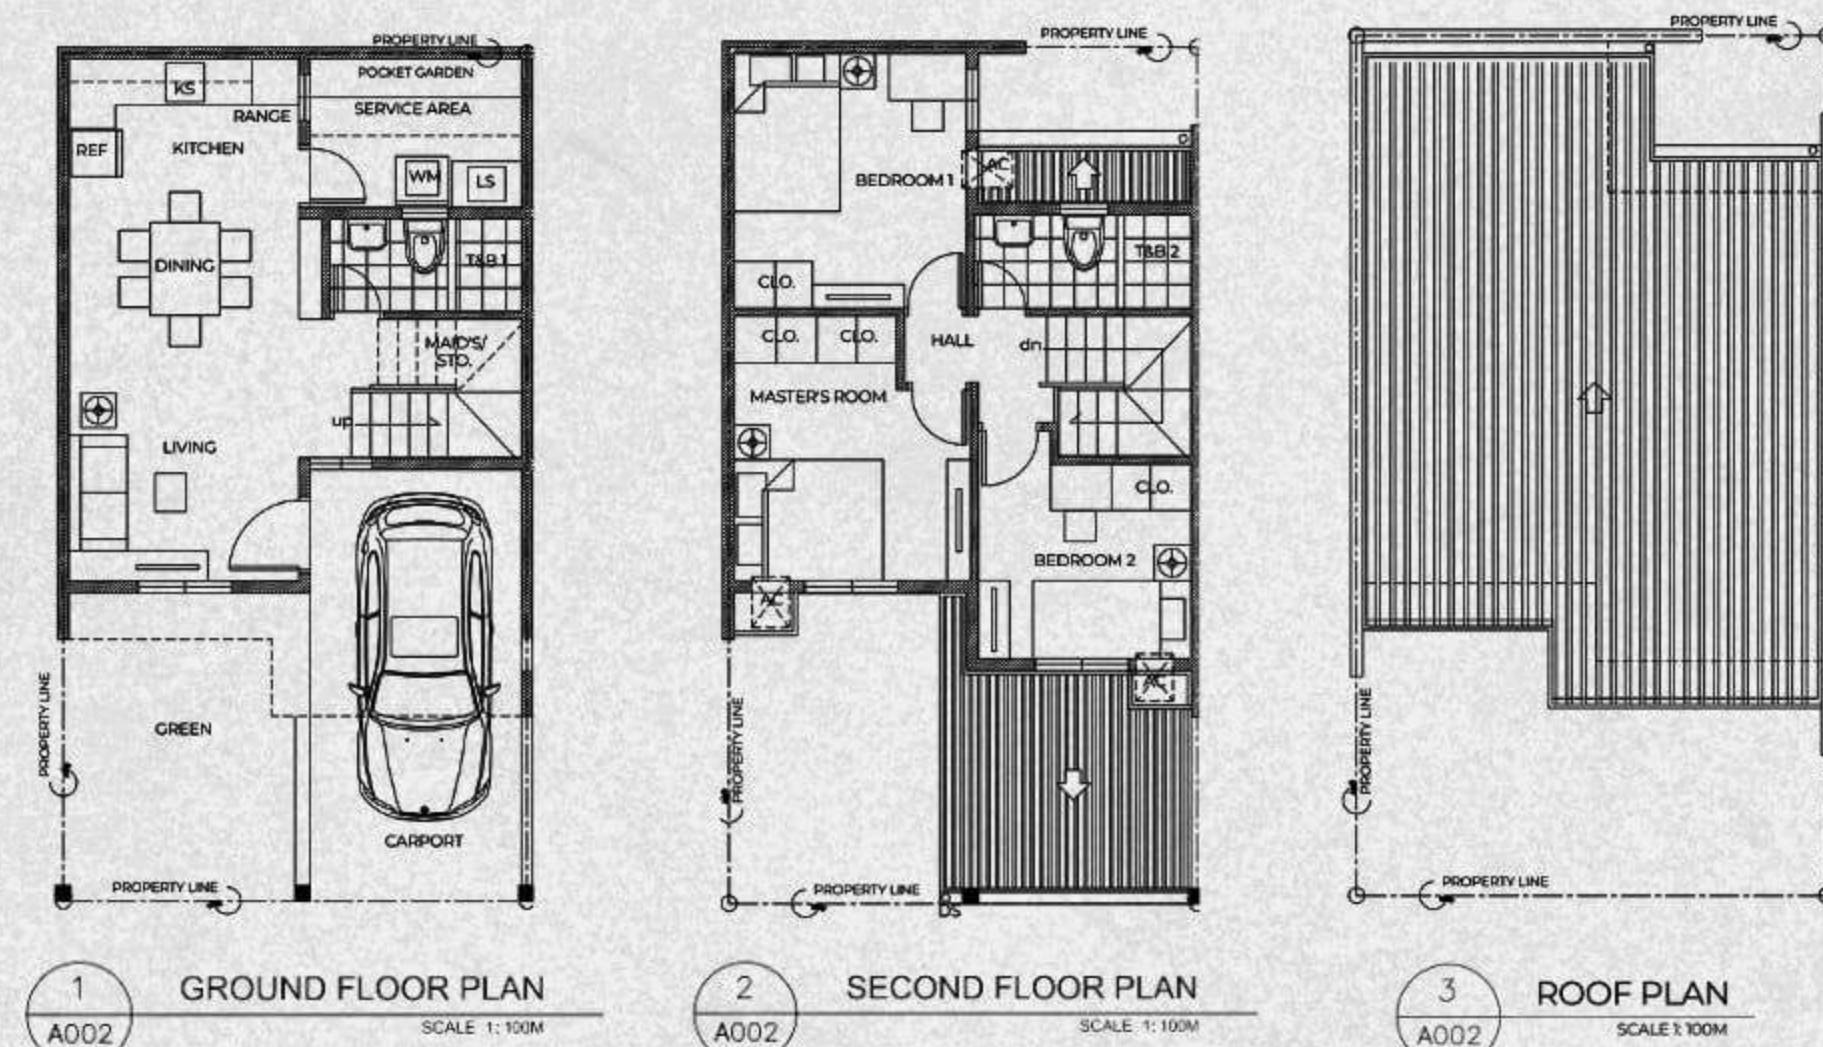 PROPERTY LINE
POCKET GARDEN
KS
SERVICE AREA
RANGE
REF
KITCHEN
WM
LS
DINING
T&B 1
MAID'S/
STO.
up
LIVING
PROPERTY LINE
GREEN
CARPORT
PROPERTY LINE
1
A002
GROUND FLOOR PLAN
SCALE 1: 100M
PROPERTY LINE
BEDROOM 1
AC
T&B 2
CLO.
CLO.
CLO.
HALL
dn
MASTER'S ROOM
CLO.
BEDROOM 2
AC
AC
PROPERTY LINE
PROPERTY LINE
DS
2
A002
SECOND FLOOR PLAN
SCALE 1: 100M
PROPERTY LINE
PROPERTY LINE
PROPERTY LINE
3
A002
ROOF PLAN
SCALE 1: 100M